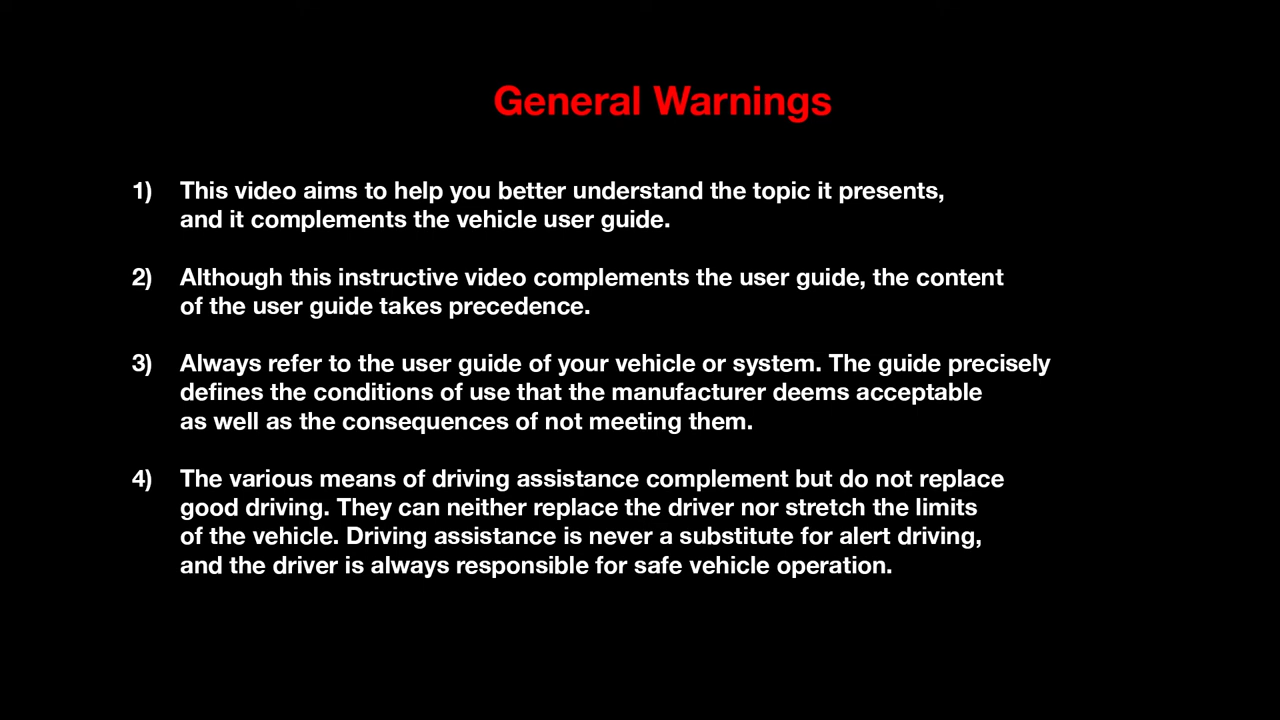 General Warnings
1) This video aims to help you better understand the topic it presents,
and it complements the vehicle user guide.
2) Although this instructive video complements the user guide, the content
of the user guide takes precedence.
3) Always refer to the user guide of your vehicle or system. The guide precisely
defines the conditions of use that the manufacturer deems acceptable
as well as the consequences of not meeting them.
4) The various means of driving assistance complement but do not replace
good driving. They can neither replace the driver nor stretch the limits
of the vehicle. Driving assistance is never a substitute for alert driving,
and the driver is always responsible for safe vehicle operation.